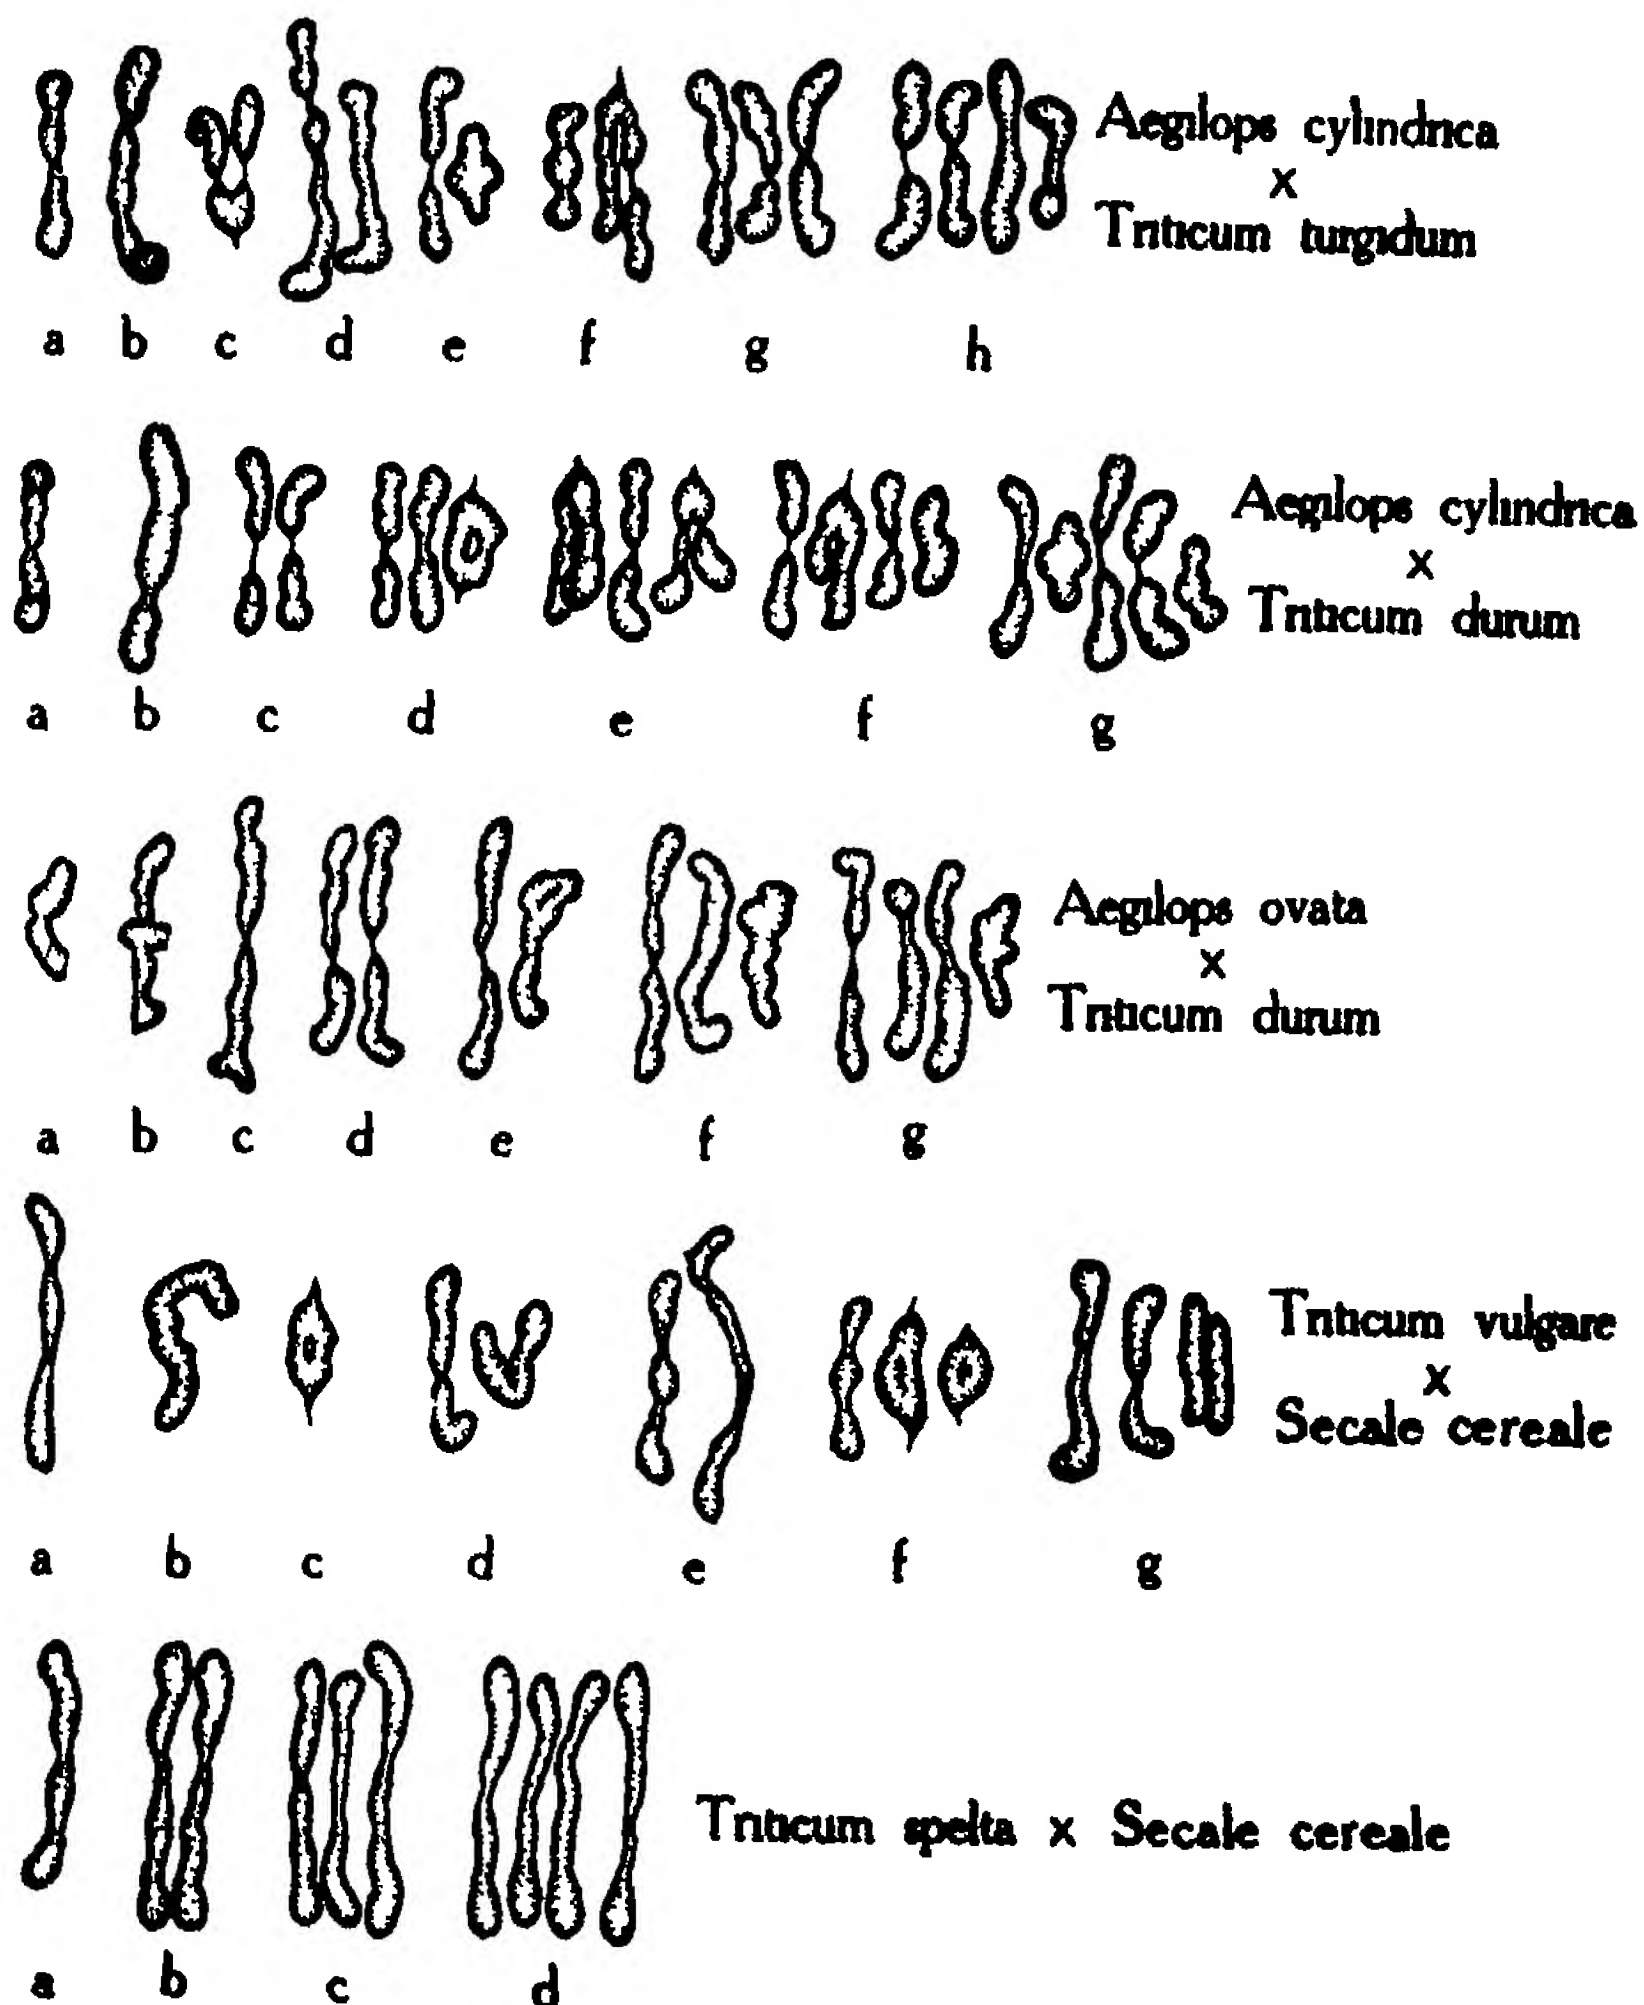 Aegilops cylindrica
x
Triticum turgidum
a b c d e f g h
Aegilops cylindrica
x
Triticum durum
a b c d e f g
Aegilops ovata
x
Triticum durum
a b c d e f g
Triticum vulgare
x
Secale cereale
a b c d e f g
Triticum spelta x Secale cereale
a b c d